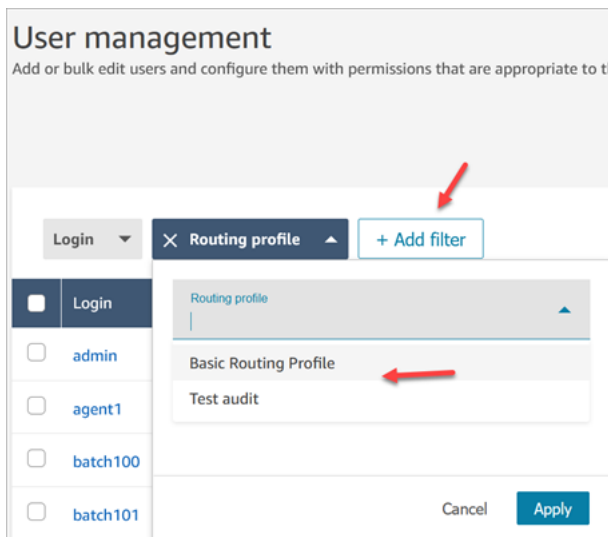 User management
Add or bulk edit users and configure them with permissions that are appropriate to
Login
Routing profile
+ Add filter
Login
Routing profile
admin
Basic Routing Profile
agent1
Test audit
batch100
batch101
Cancel
Apply